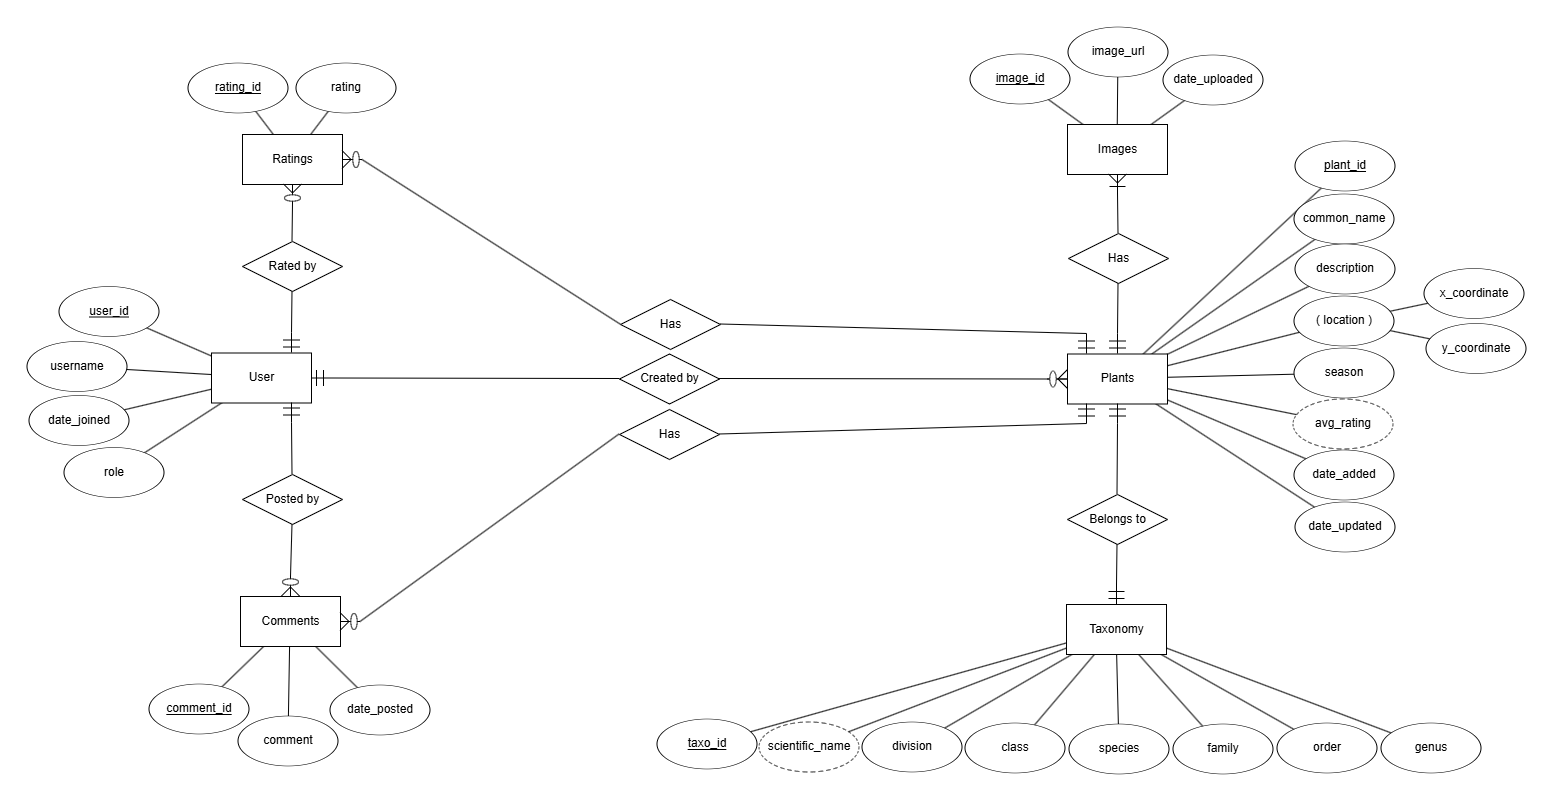 image_url
image_id
date_uploaded
rating_id
rating
Images
Ratings
plant_id
common_name
Has
Rated by
description
x_coordinate
user_id
( location )
Has
y_coordinate
username
season
User
Created by
Plants
date_joined
avg_rating
Has
role
date_added
Posted by
Belongs to
date_updated
Comments
Taxonomy
comment_id
date_posted
comment
taxo_id
scientific_name
division
class
species
family
order
genus